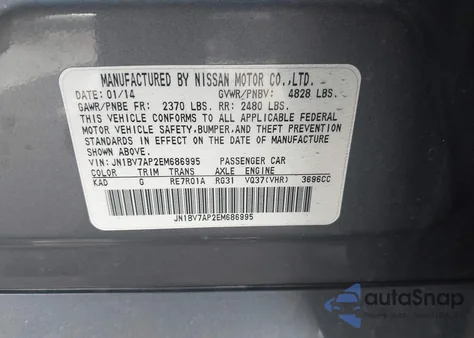 MANUFACTURED BY NISSAN MOTOR CO.,LTD.
DATE: 01/14 GVWR/PNBV: 4828 LBS.
GAWR/PNBE FR: 2370 LBS. RR: 2480 LBS.
THIS VEHICLE CONFORMS TO ALL APPLICABLE FEDERAL
MOTOR VEHICLE SAFETY,BUMPER,AND THEFT PREVENTION
STANDARDS IN EFFECT ON THE DATE OF MANUFACTURE
SHOWN ABOVE.
VIN: JN1BV7AP2EM686995 PASSENGER CAR
COLOR TRIM TRANS AXLE ENGINE
KAD G RE7R01A RG31 VQ37(VHR) 3696CC
JN1BV7AP2EM686995
autoSnap